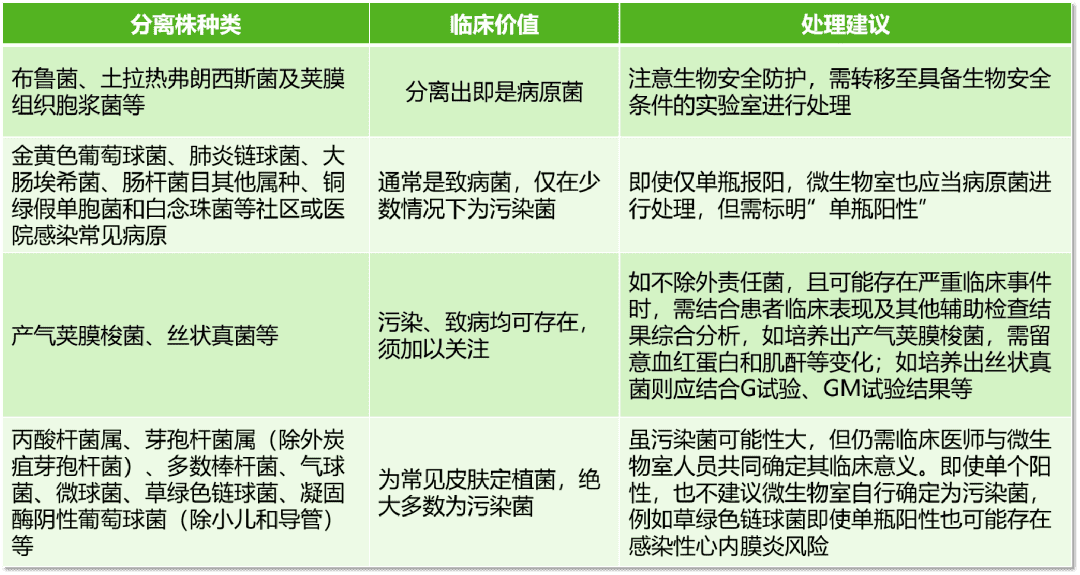 分离株种类
临床价值
处理建议
布鲁菌、土拉热弗朗西斯菌及荚膜
组织胞浆菌等
分离出即是病原菌
注意生物安全防护，需转移至具备生物安全
条件的实验室进行处理
金黄色葡萄球菌、肺炎链球菌、大
肠埃希菌、肠杆菌目其他属种、铜
绿假单胞菌和白念珠菌等社区或医
院感染常见病原
通常是致病菌，仅在少
数情况下为污染菌
即使仅单瓶报阳，微生物室也应当病原菌进
行处理，但需标明”单瓶阳性”
产气荚膜梭菌、丝状真菌等
污染、致病均可存在，
须加以关注
如不除外责任菌，且可能存在严重临床事件
时，需结合患者临床表现及其他辅助检查结
果综合分析，如培养出产气荚膜梭菌，需留
意血红蛋白和肌酐等变化；如培养出丝状真
菌则应结合G试验、GM试验结果等
丙酸杆菌属、芽孢杆菌属（除外炭
疽芽孢杆菌）、多数棒杆菌、气球
菌、微球菌、草绿色链球菌、凝固
酶阴性葡萄球菌（除小儿和导管）
等
为常见皮肤定植菌，绝
大多数为污染菌
虽污染菌可能性大，但仍需临床医师与微生
物室人员共同确定其临床意义。即使单个阳
性，也不建议微生物室自行确定为污染菌，
例如草绿色链球菌即使单瓶阳性也可能存在
感染性心内膜炎风险